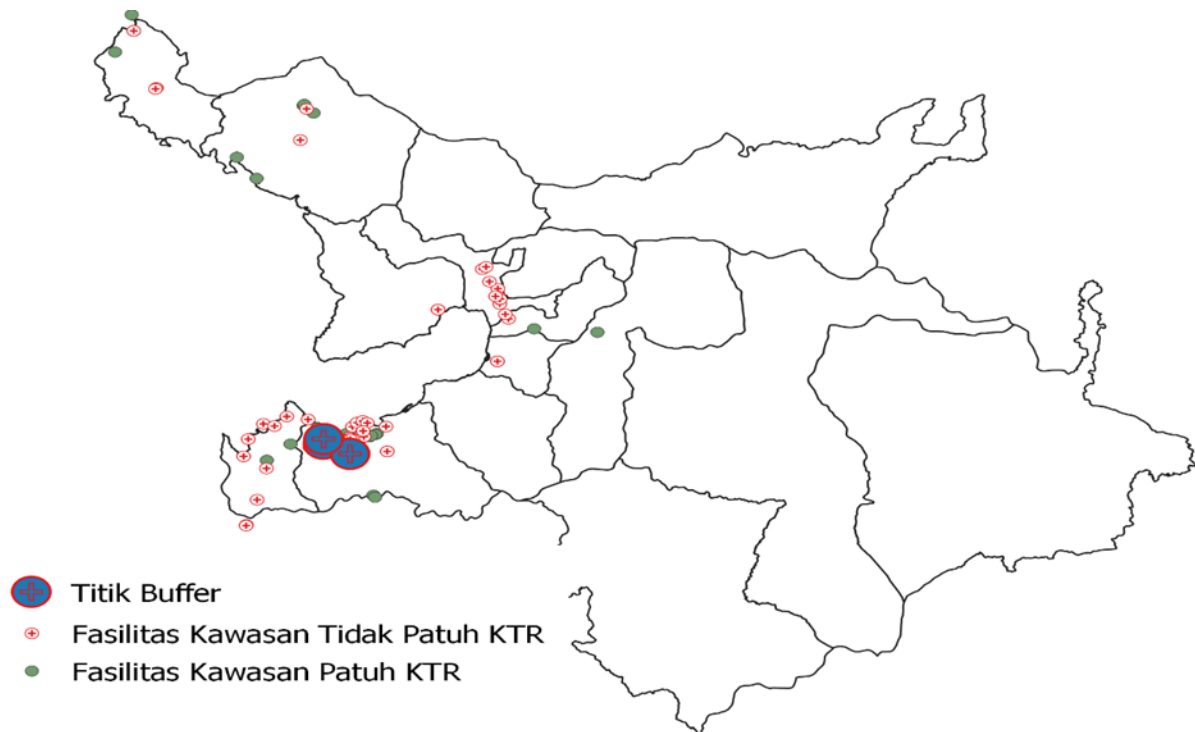 Titik Buffer
Fasilitas Kawasan Tidak Patuh KTR
Fasilitas Kawasan Patuh KTR